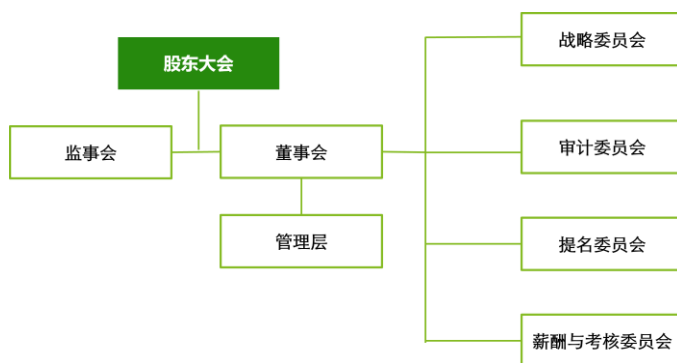 股东大会
监事会
董事会
管理层
战略委员会
审计委员会
提名委员会
薪酬与考核委员会